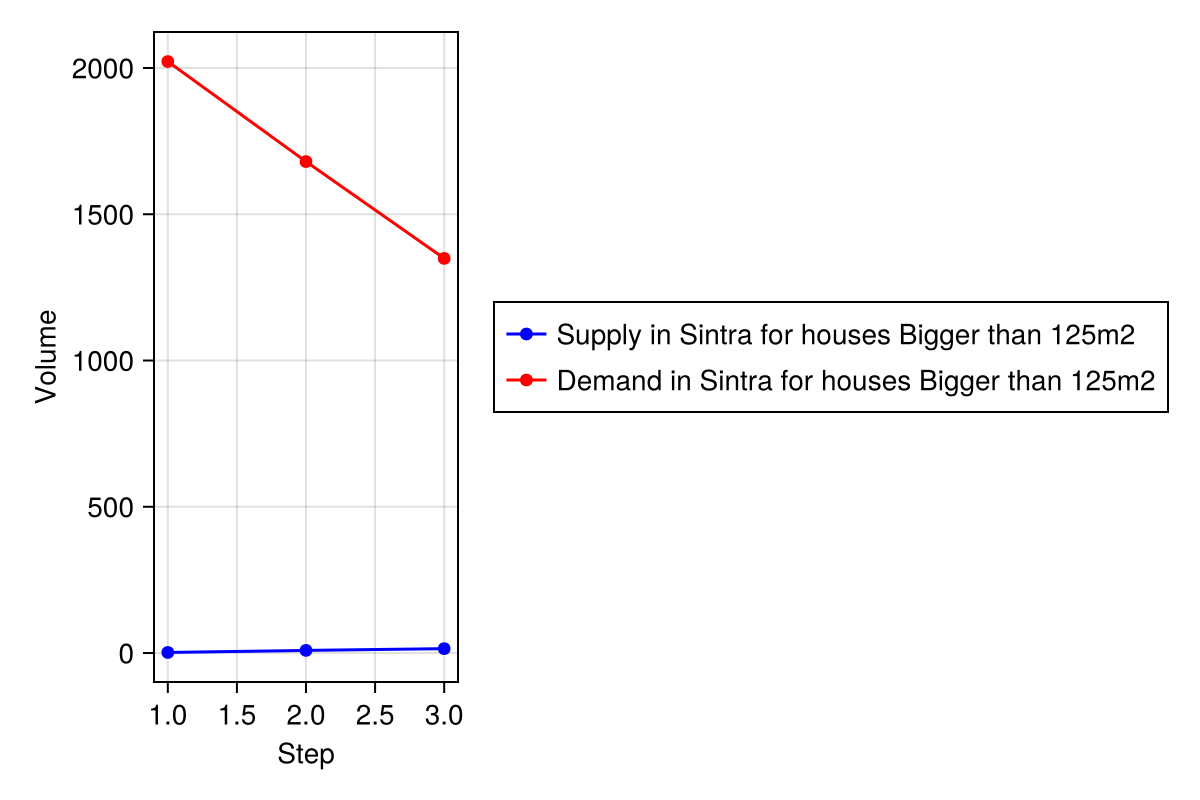 2000
1500
1000
500
0
Volume
1.0 1.5 2.0 2.5 3.0
Step
Supply in Sintra for houses Bigger than 125m2
Demand in Sintra for houses Bigger than 125m2